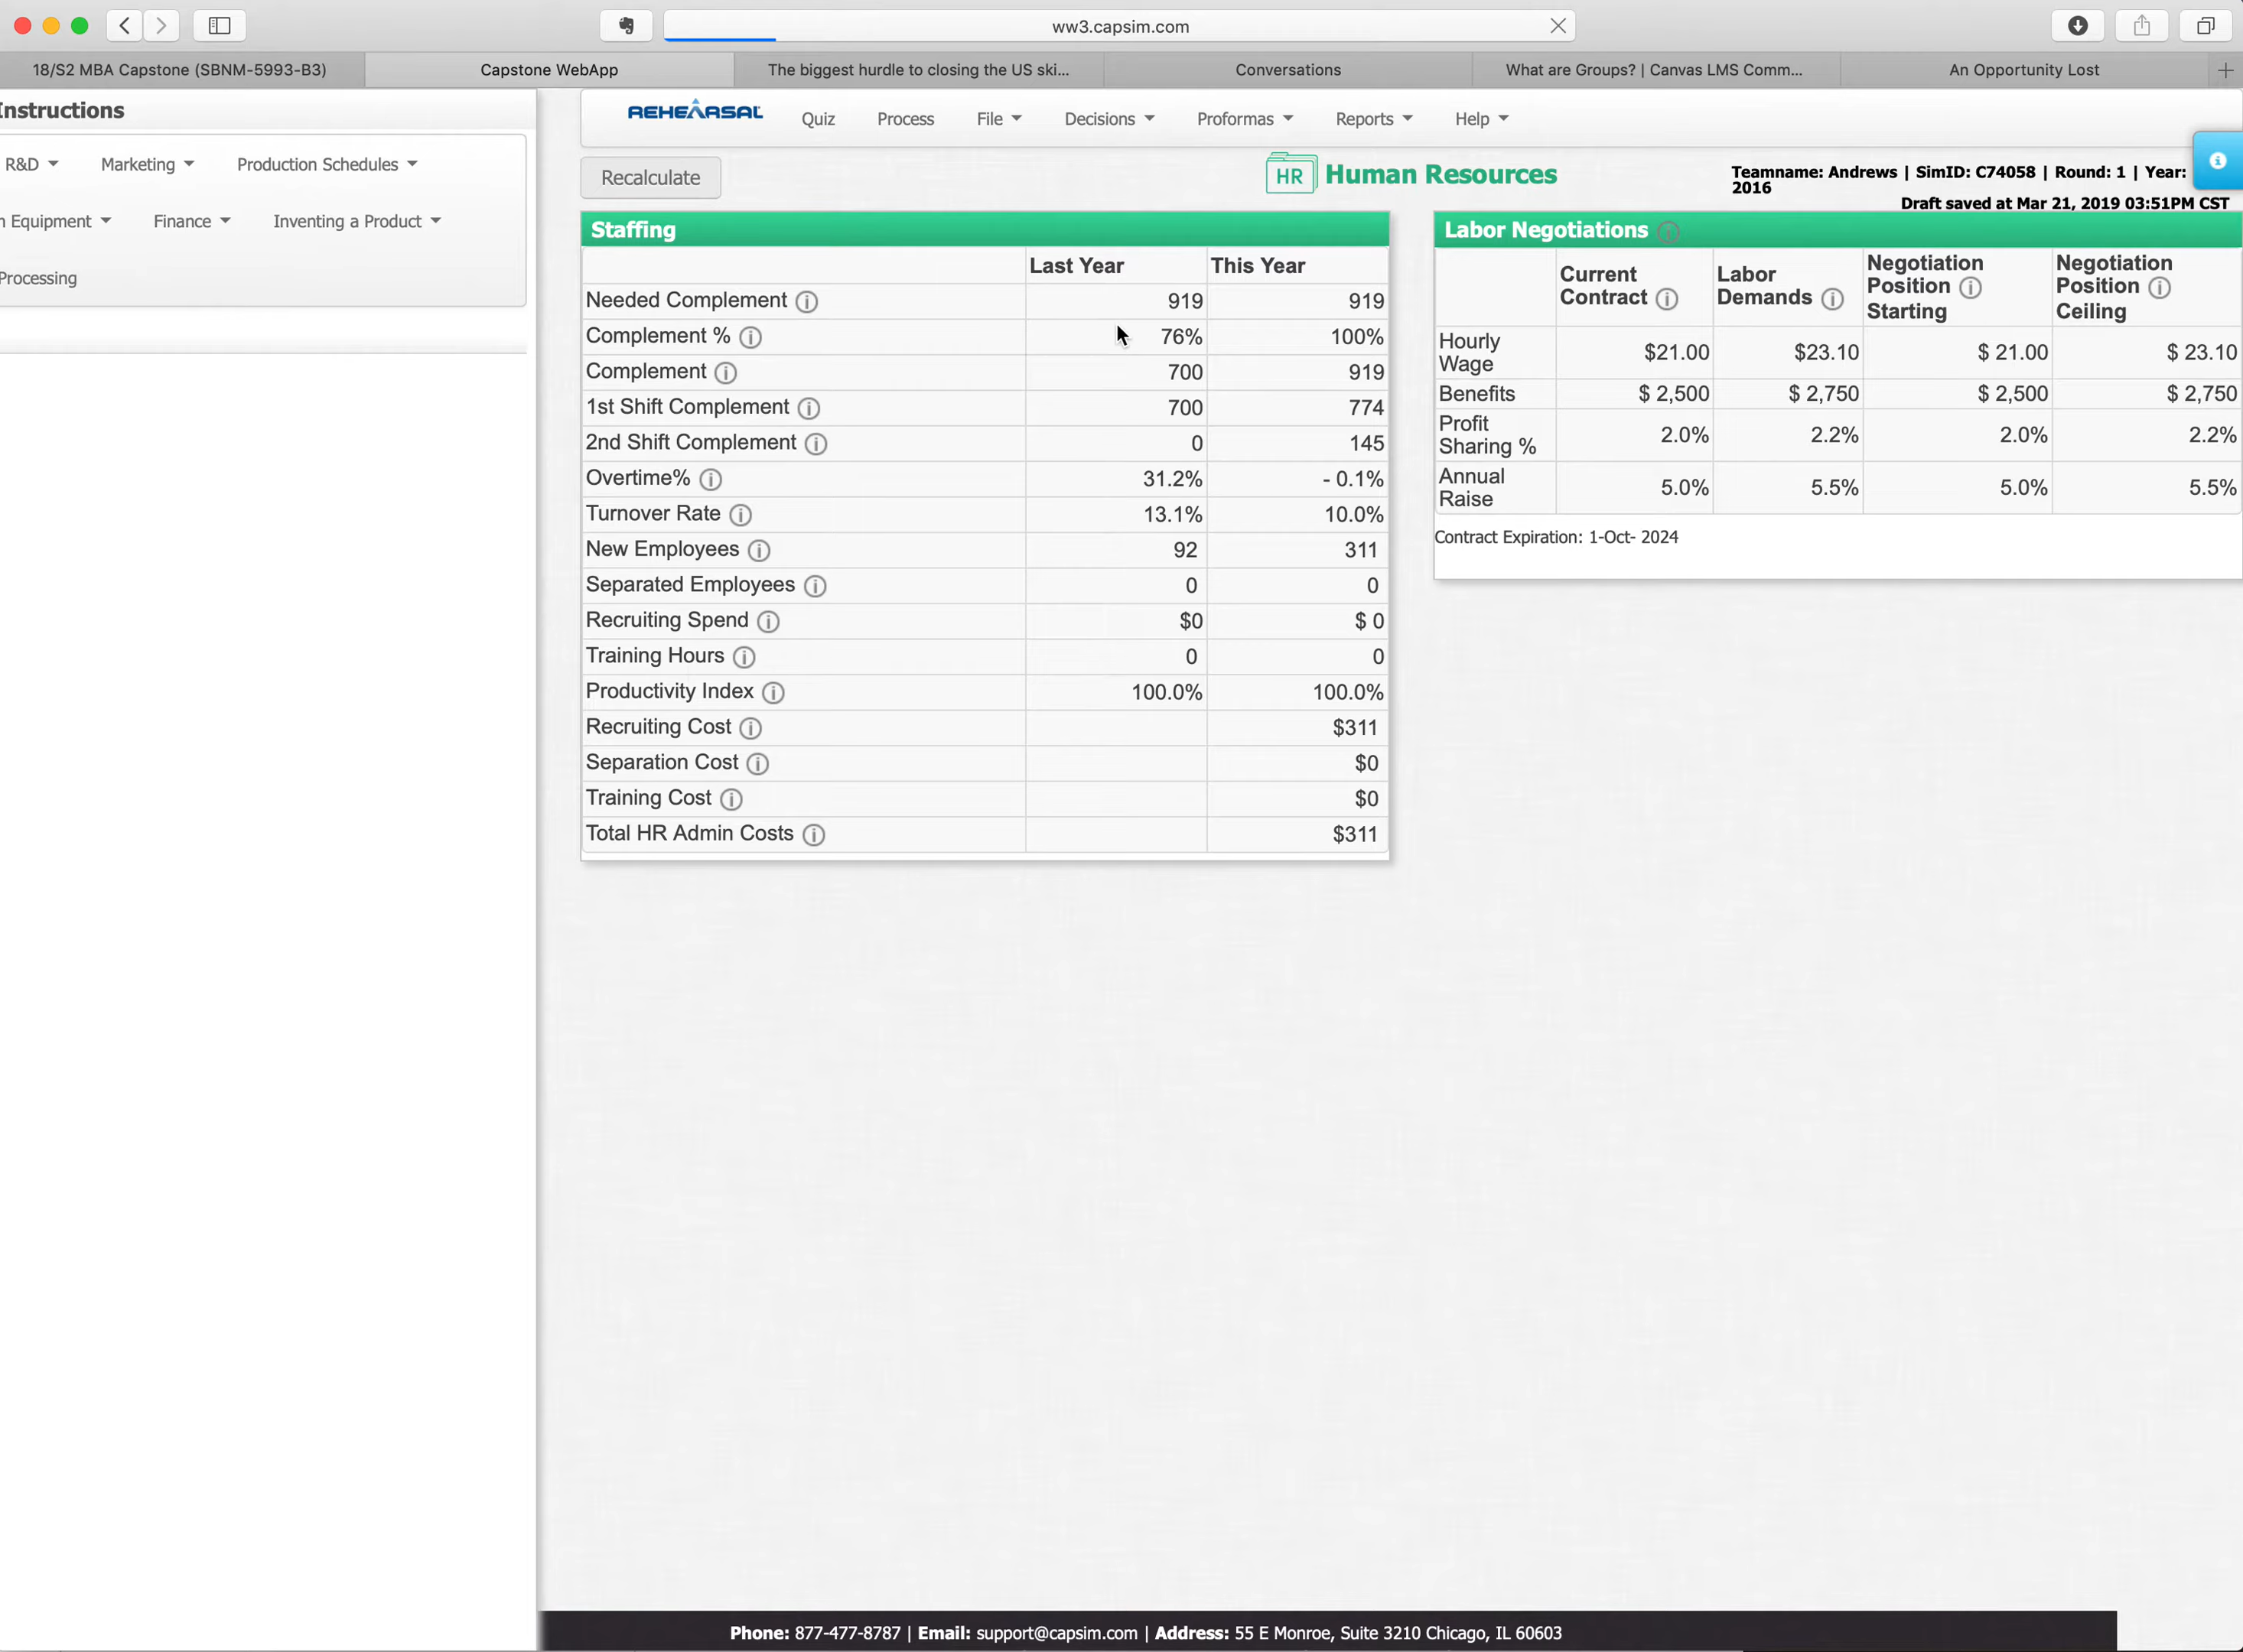 ww3.capsim.com
18/S2 MBA Capstone (SBNM-5993-B3) Capstone WebApp The biggest hurdle to closing the US ski... Conversations What are Groups? | Canvas LMS Comm... An Opportunity Lost
Instructions
R&D Marketing Production Schedules
Equipment Finance Inventing a Product
Processing
REHEARSAL Quiz Process File Decisions Proformas Reports Help
Recalculate
HR Human Resources
Teamname: Andrews | SimID: C74058 | Round: 1 | Year:
2016
Draft saved at Mar 21, 2019 03:51PM CST
Staffing
Last Year This Year
Needed Complement 919 919
Complement % 76% 100%
Complement 700 919
1st Shift Complement 700 774
2nd Shift Complement 0 145
Overtime% 31.2% - 0.1%
Turnover Rate 13.1% 10.0%
New Employees 92 311
Separated Employees 0 0
Recruiting Spend $0 $ 0
Training Hours 0 0
Productivity Index 100.0% 100.0%
Recruiting Cost $311
Separation Cost $0
Training Cost $0
Total HR Admin Costs $311
Labor Negotiations
Current Contract Labor Demands Negotiation Position Starting Negotiation Position Ceiling
Hourly Wage $21.00 $23.10 $ 21.00 $ 23.10
Benefits $ 2,500 $ 2,750 $ 2,500 $ 2,750
Profit Sharing % 2.0% 2.2% 2.0% 2.2%
Annual Raise 5.0% 5.5% 5.0% 5.5%
Contract Expiration: 1-Oct- 2024
Phone: 877-477-8787 | Email: support@capsim.com | Address: 55 E Monroe, Suite 3210 Chicago, IL 60603